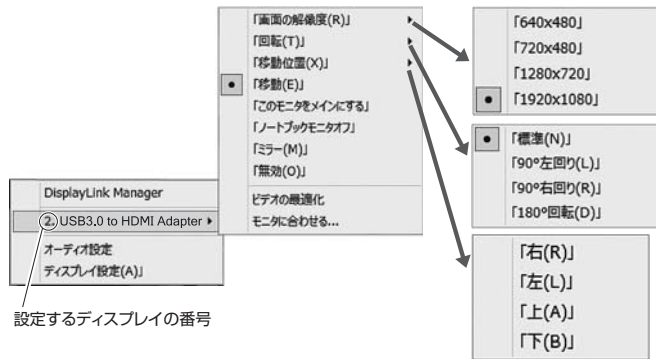 「画面の解像度(R)」
「回転(T)」
「移動位置(X)」
「移動(E)」
「このモニタをメインにする」
「ノートブックモニタオフ」
「ミラー(M)」
「無効(O)」
ビデオの最適化
モニタに合わせる...
「640x480」
「720x480」
「1280x720」
「1920x1080」
「標準(N)」
「90°左回り(L)」
「90°右回り(R)」
「180°回転(D)」
「右(R)」
「左(L)」
「上(A)」
「下(B)」
DisplayLink Manager
2. USB3.0 to HDMI Adapter
オーディオ設定
ディスプレイ設定(A)」
設定するディスプレイの番号